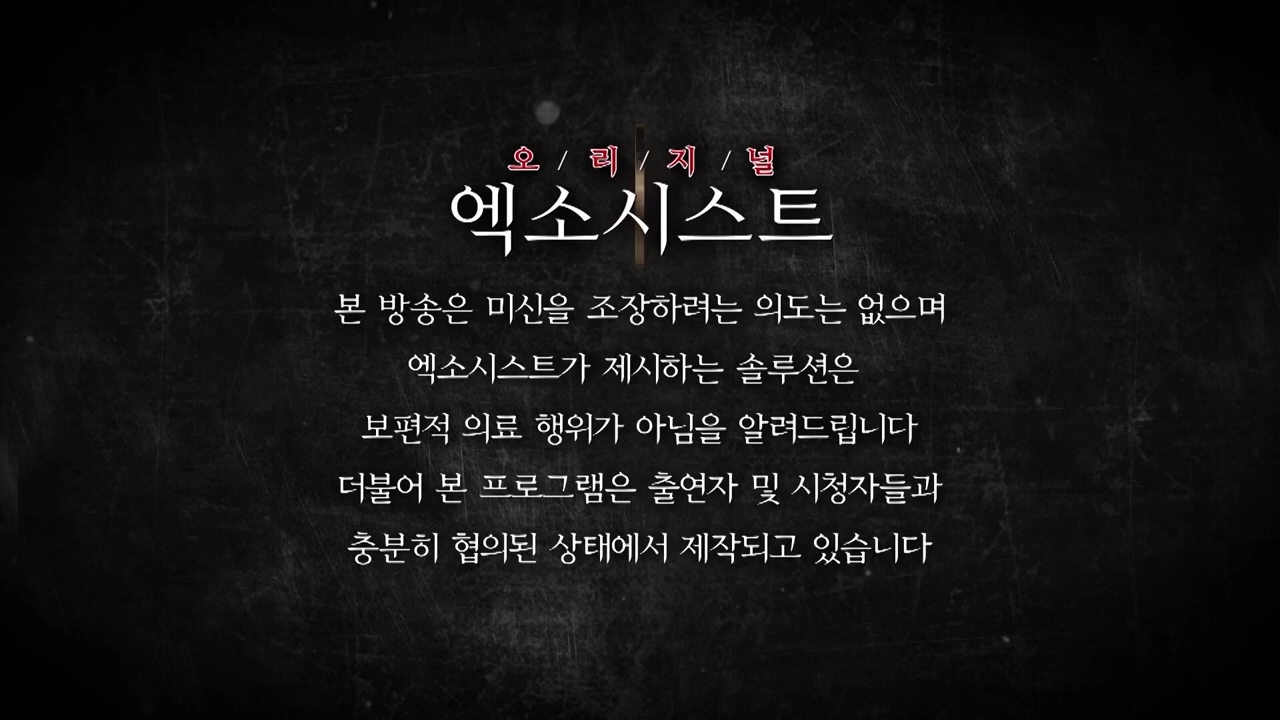 오/리/지/널
엑소시스트
본 방송은 미신을 조장하려는 의도는 없으며
엑소시스트가 제시하는 솔루션은
보편적 의료 행위가 아님을 알려드립니다
더불어 본 프로그램은 출연자 및 시청자들과
충분히 협의된 상태에서 제작되고 있습니다